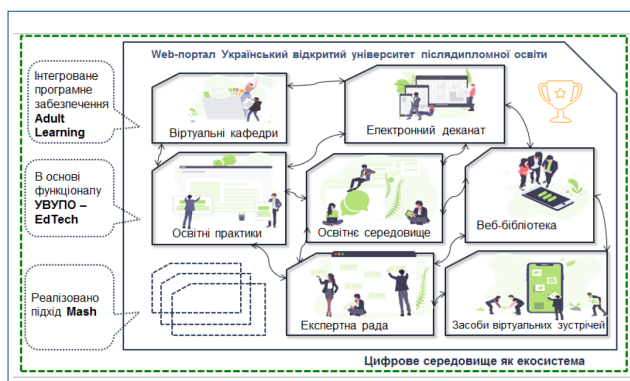 Web-портал Український відкритий університет післядипломної освіти
Інтегроване
програмне
забезпечення
Adult
Learning
Віртуальні кафедри
Електронний деканат
В основі
функціоналу
УВУПО –
EdTech
Освітні практики
Освітнє середовище
Веб-бібліотека
Реалізовано
підхід Mash
Експертна рада
Засоби віртуальних зустрічей
Цифрове середовище як екосистема